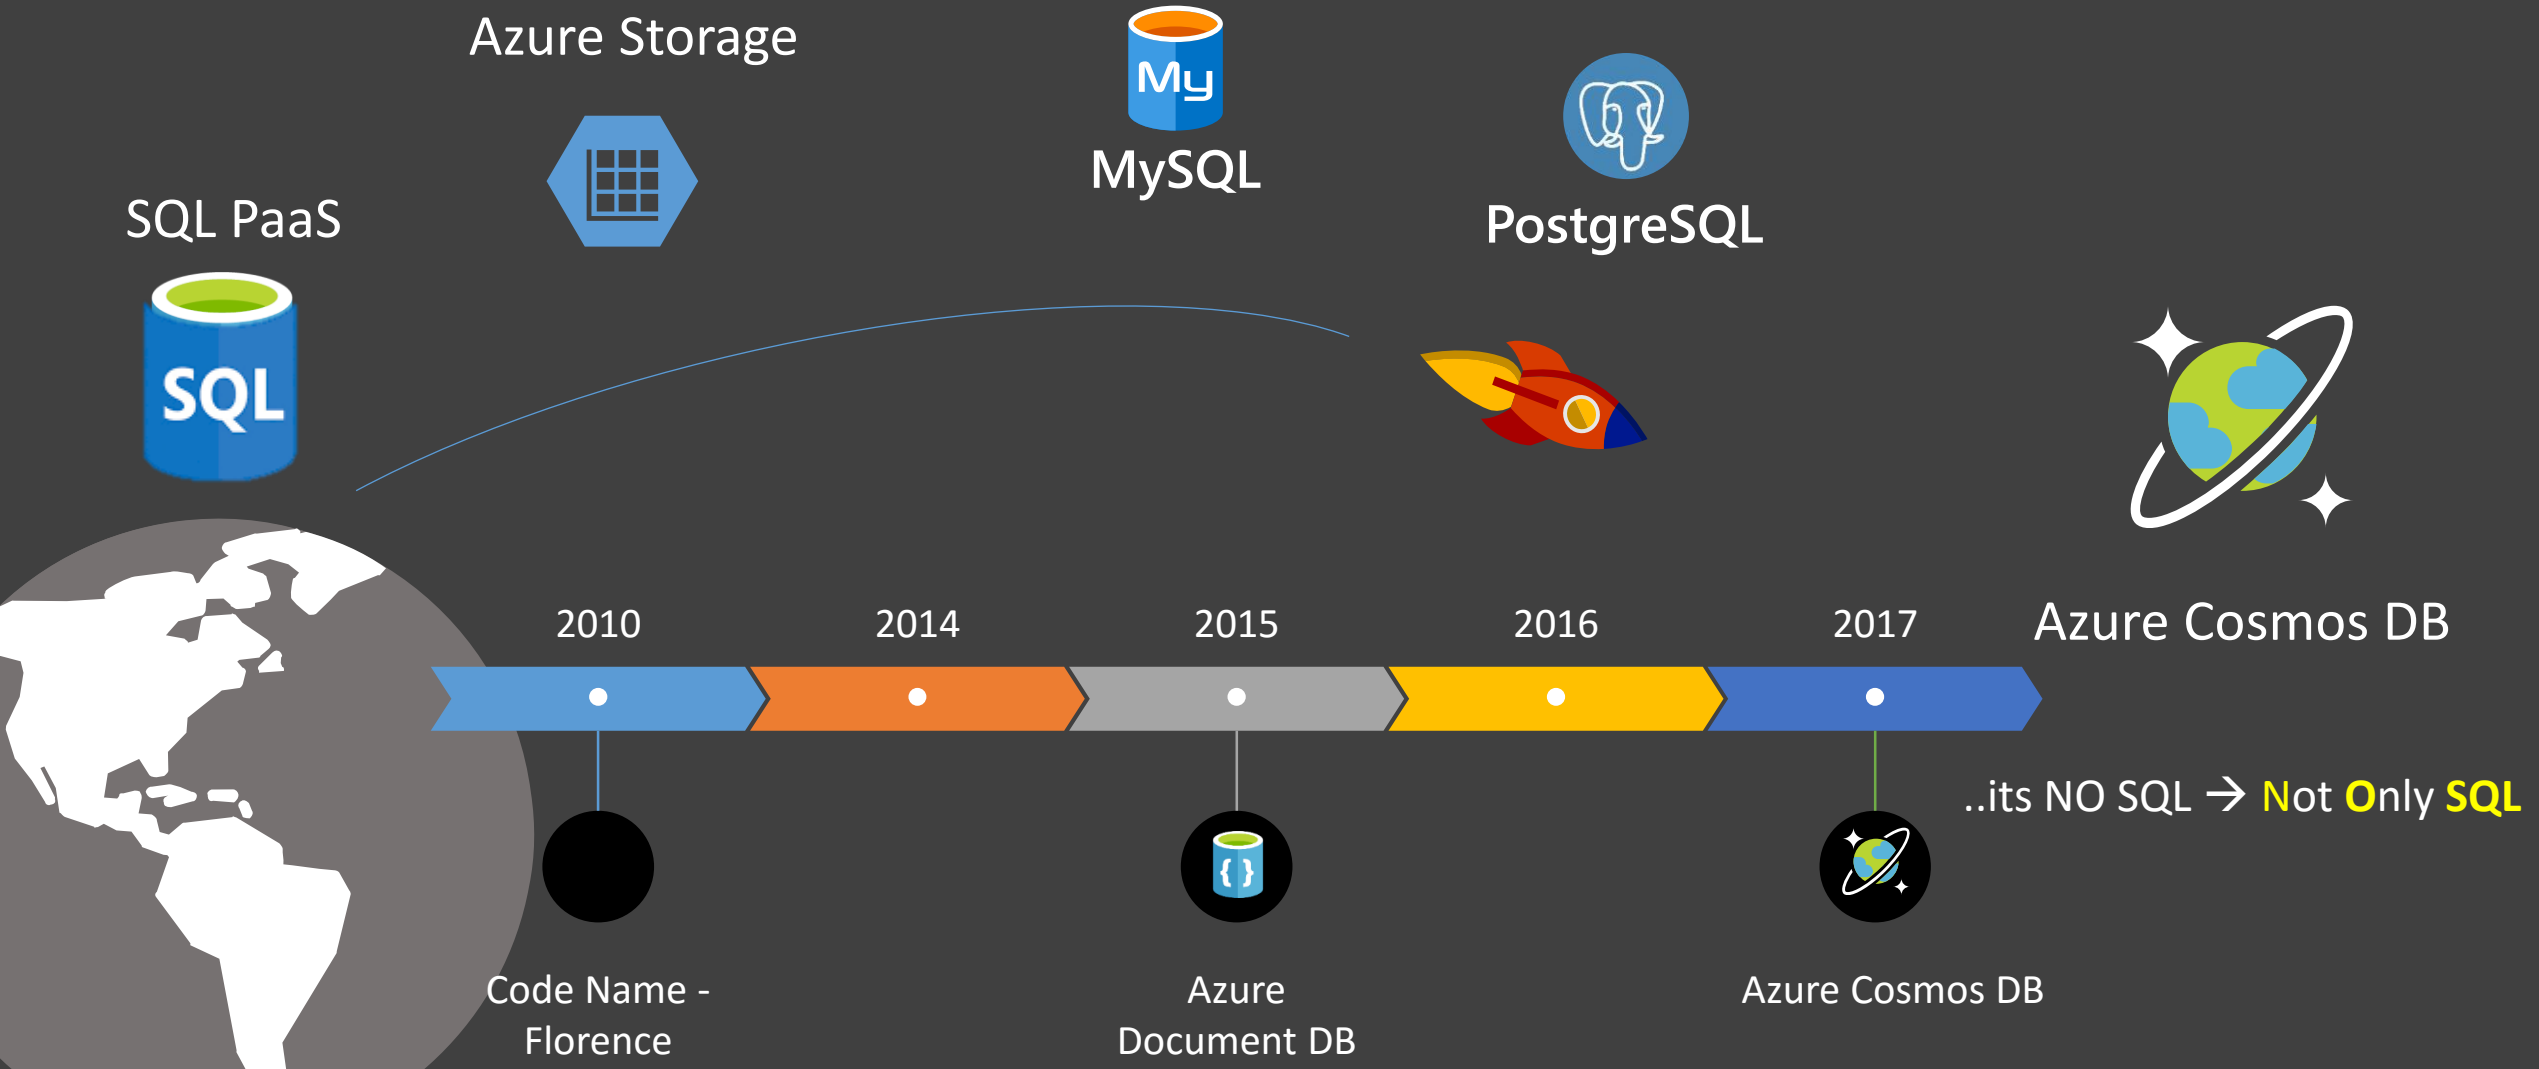 Azure Storage
My
MySQL
PostgreSQL
SQL PaaS
SQL
2010
2014
2015
2016
2017
Azure Cosmos DB
..its NO SQL → Not Only SQL
{ }
Code Name -
Florence
Azure
Document DB
Azure Cosmos DB